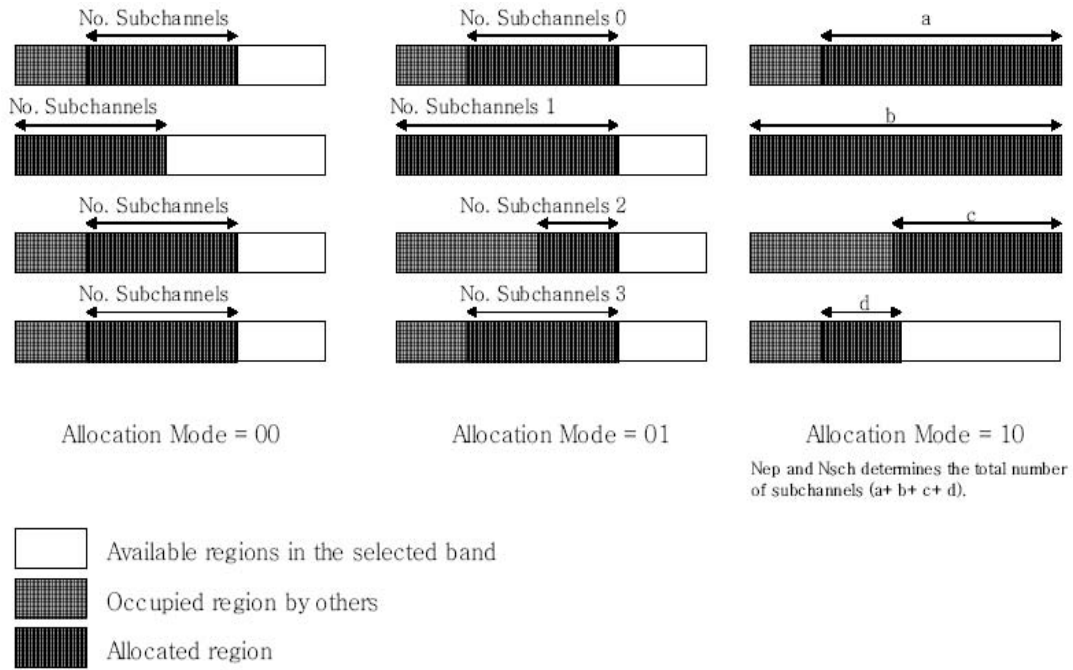 No. Subchannels
No. Subchannels 0
a
No. Subchannels
No. Subchannels 1
b
No. Subchannels
No. Subchannels 2
c
No. Subchannels
No. Subchannels 3
d
Allocation Mode = 00
Allocation Mode = 01
Allocation Mode = 10
Nep and Nsch determines the total number
of subchannels (a+ b+ c+ d).
Available regions in the selected band
Occupied region by others
Allocated region